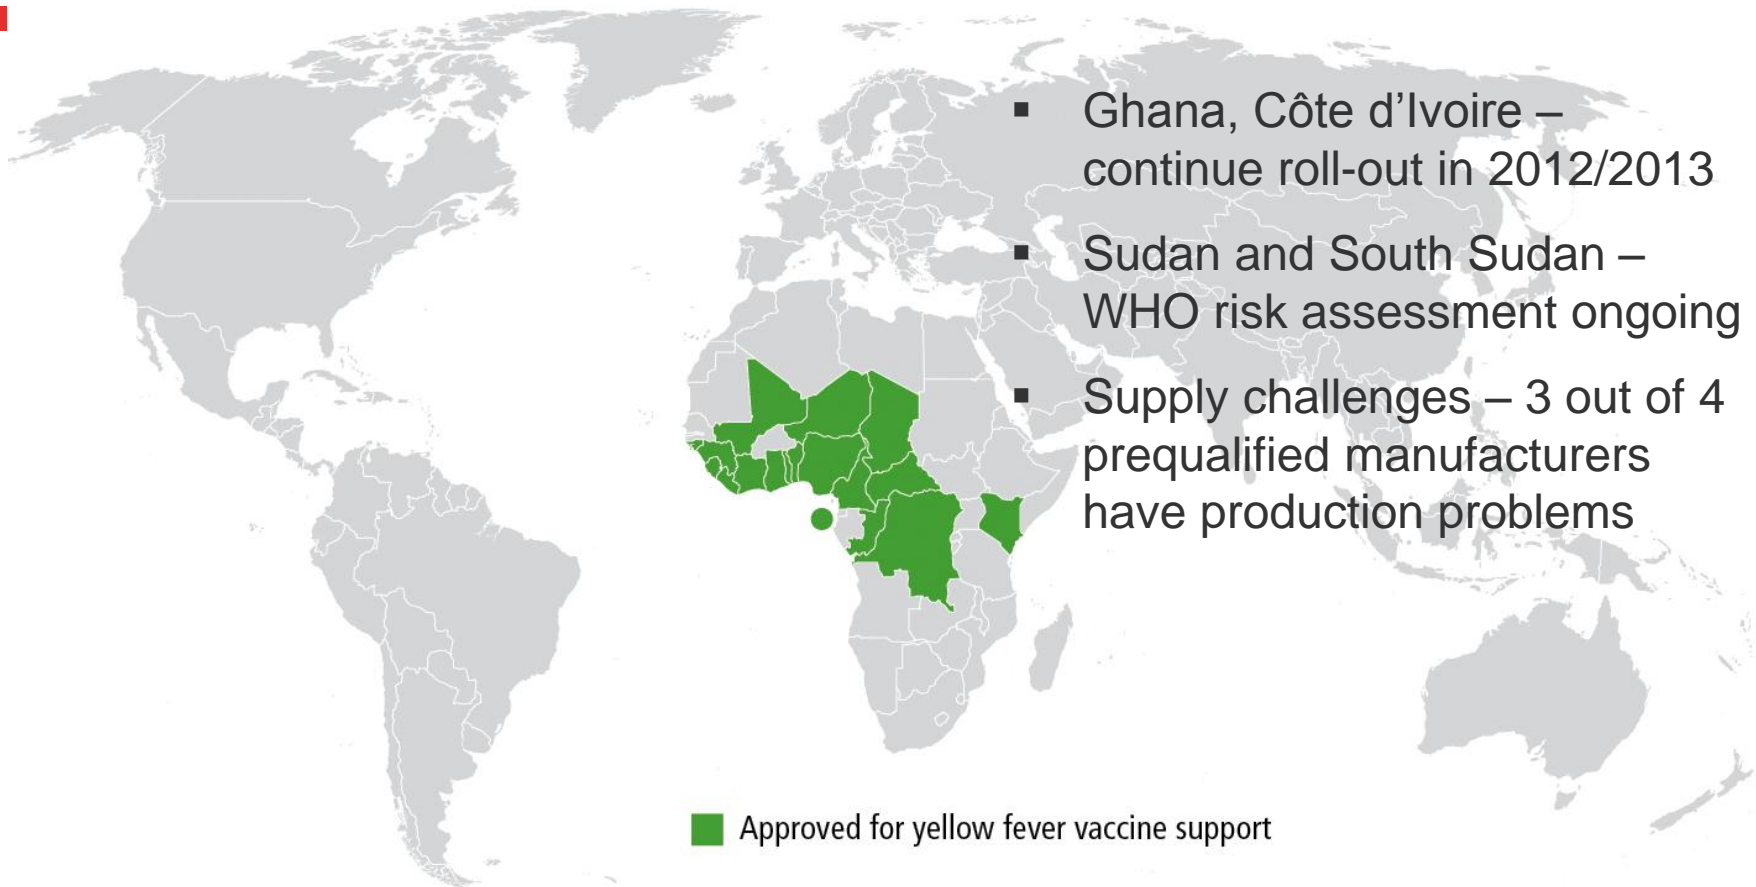 ▪ Ghana, Côte d’Ivoire –
continue roll-out in 2012/2013
▪ Sudan and South Sudan –
WHO risk assessment ongoing
▪ Supply challenges – 3 out of 4
prequalified manufacturers
have production problems
Approved for yellow fever vaccine support